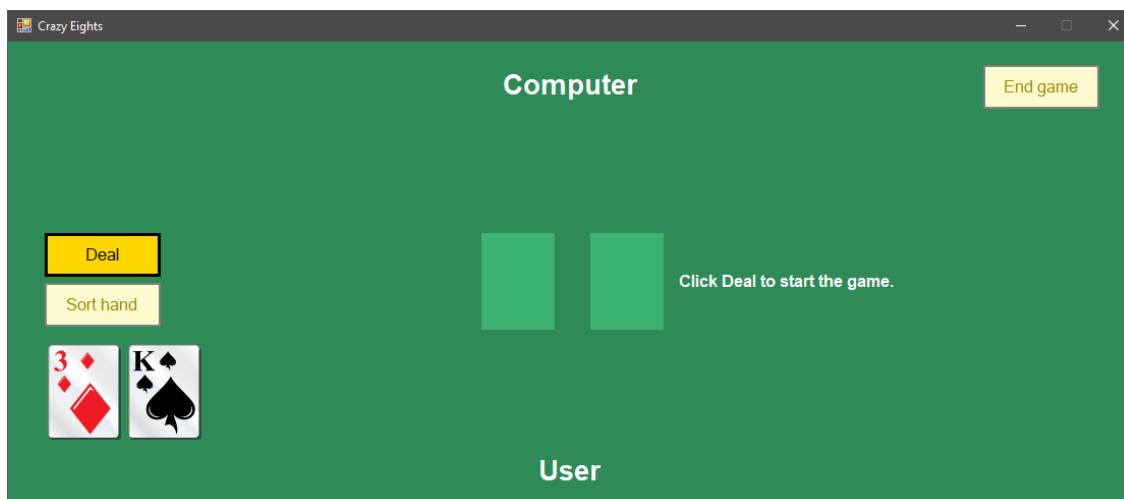 Crazy Eights
Computer
End game
Deal
Sort hand
Click Deal to start the game.
3 K
User